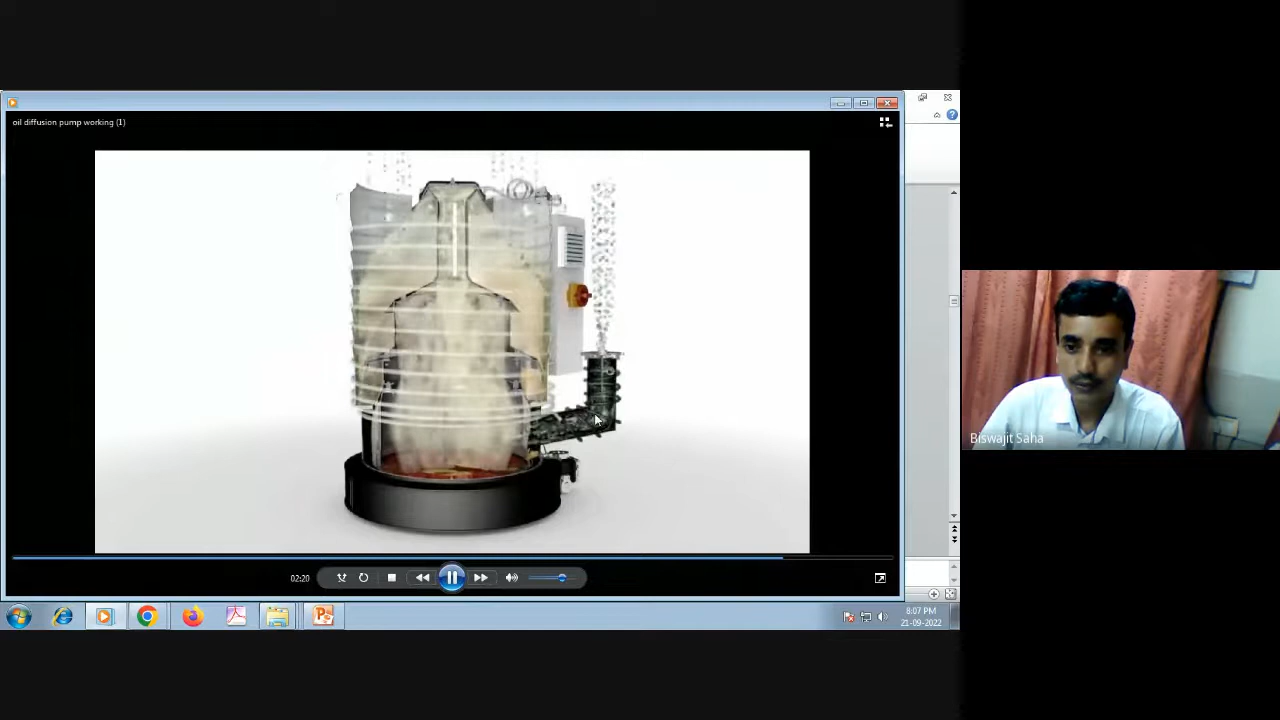 oil diffusion pump working (1)
Biswajit Saha
02:20
8:07 PM
21-09-2022